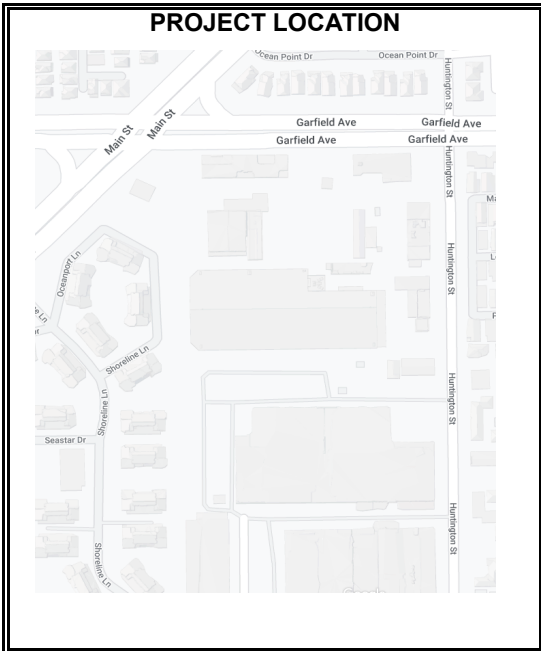 PROJECT LOCATION
Ocean Point Dr
Ocean Point Dr
Huntington St
Main St
Main St
Garfield Ave
Garfield Ave
Garfield Ave
Garfield Ave
Huntington St
Oceanport Ln
Huntington St
Shoreline Ln
Huntington St
Shoreline Ln
Seastar Dr
Huntington St
Shoreline Ln
Google